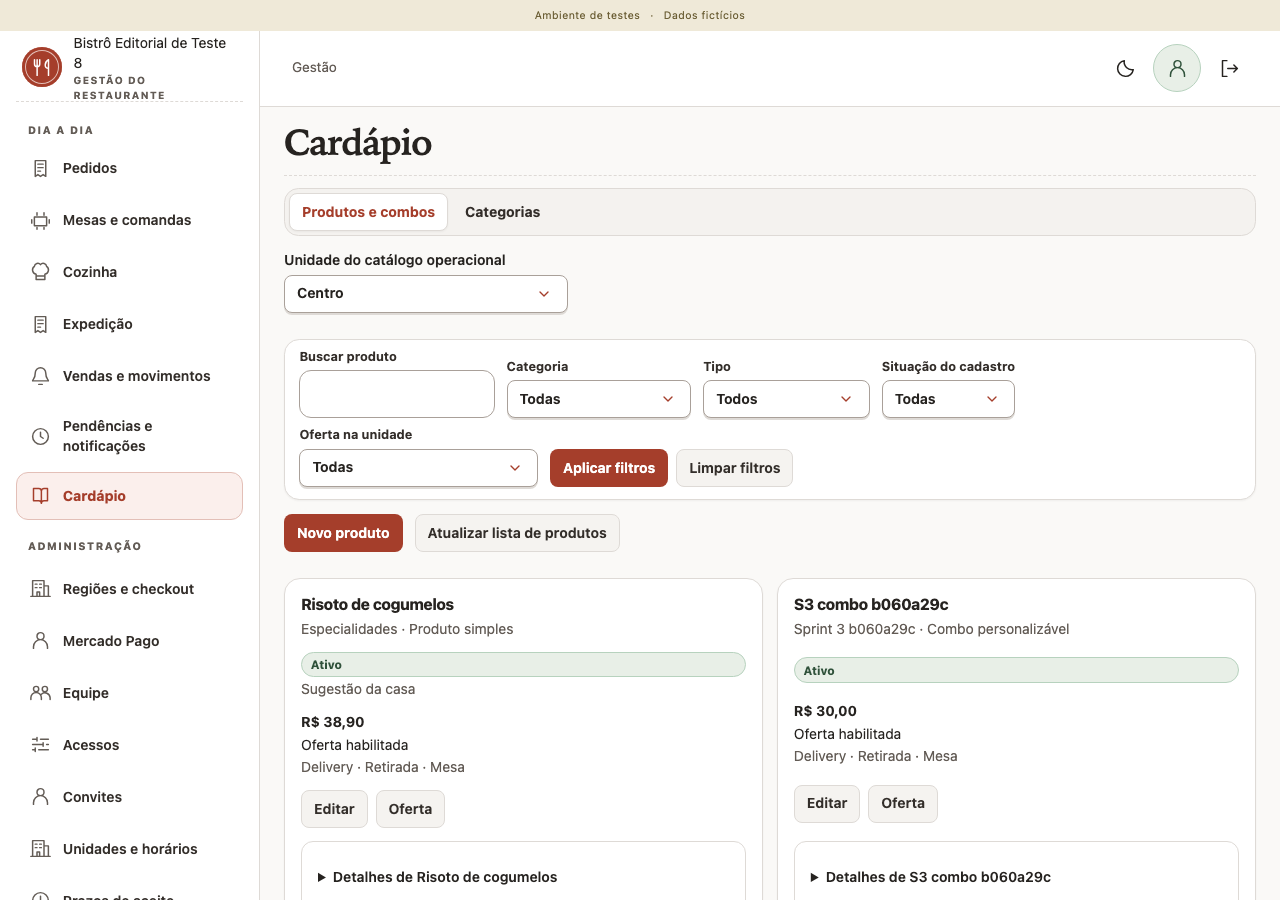 Ambiente de testes · Dados fictícios
Bistrô Editorial de Teste
8
GESTÃO DO
RESTAURANTE
DIA A DIA
Pedidos
Mesas e comandas
Cozinha
Expedição
Vendas e movimentos
Pendências e
notificações
Cardápio
ADMINISTRAÇÃO
Regiões e checkout
Mercado Pago
Equipe
Acessos
Convites
Unidades e horários
Prazos de aceite
Gestão
Cardápio
Produtos e combos
Categorias
Unidade do catálogo operacional
Centro
Buscar produto
Categoria
Todas
Tipo
Todos
Situação do cadastro
Todas
Oferta na unidade
Todas
Aplicar filtros
Limpar filtros
Novo produto
Atualizar lista de produtos
Risoto de cogumelos
Especialidades · Produto simples
Ativo
Sugestão da casa
R$ 38,90
Oferta habilitada
Delivery · Retirada · Mesa
Editar
Oferta
Detalhes de Risoto de cogumelos
S3 combo b060a29c
Sprint 3 b060a29c · Combo personalizável
Ativo
R$ 30,00
Oferta habilitada
Delivery · Retirada · Mesa
Editar
Oferta
Detalhes de S3 combo b060a29c